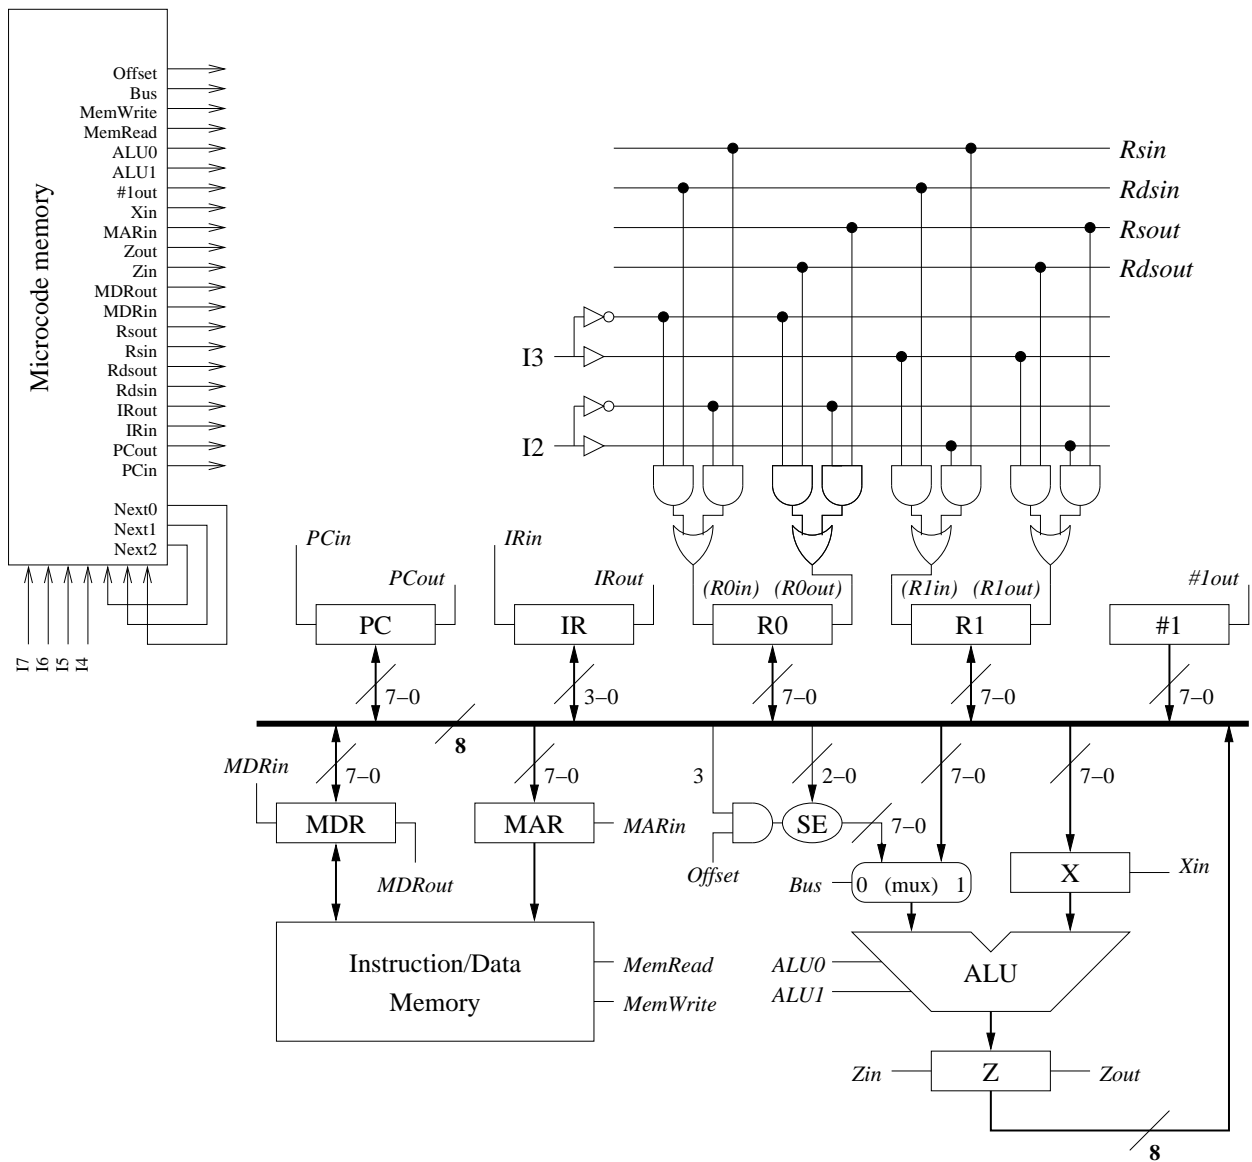 Microcode memory
Offset
Bus
MemWrite
MemRead
ALU0
ALU1
#1out
Xin
MARin
Zout
Zin
MDRout
MDRin
Rsout
Rsin
Rdsout
Rdsin
IRout
IRin
PCout
PCin
Next0
Next1
Next2
I7
I6
I5
I4
Rsin
Rdsin
Rsout
Rdsout
I3
I2
PCin
PCout
IRin
IRout
(R0in) (R0out)
(R1in) (R1out)
#1out
PC
IR
R0
R1
#1
7–0
3–0
7–0
7–0
7–0
8
MDRin
7–0
7–0
3
2–0
7–0
7–0
MDR
MDRout
MAR
MARin
Offset
SE
7–0
Bus
0 (mux) 1
X
Xin
Instruction/Data
Memory
MemRead
MemWrite
ALU0
ALU1
ALU
Zin
Z
Zout
8